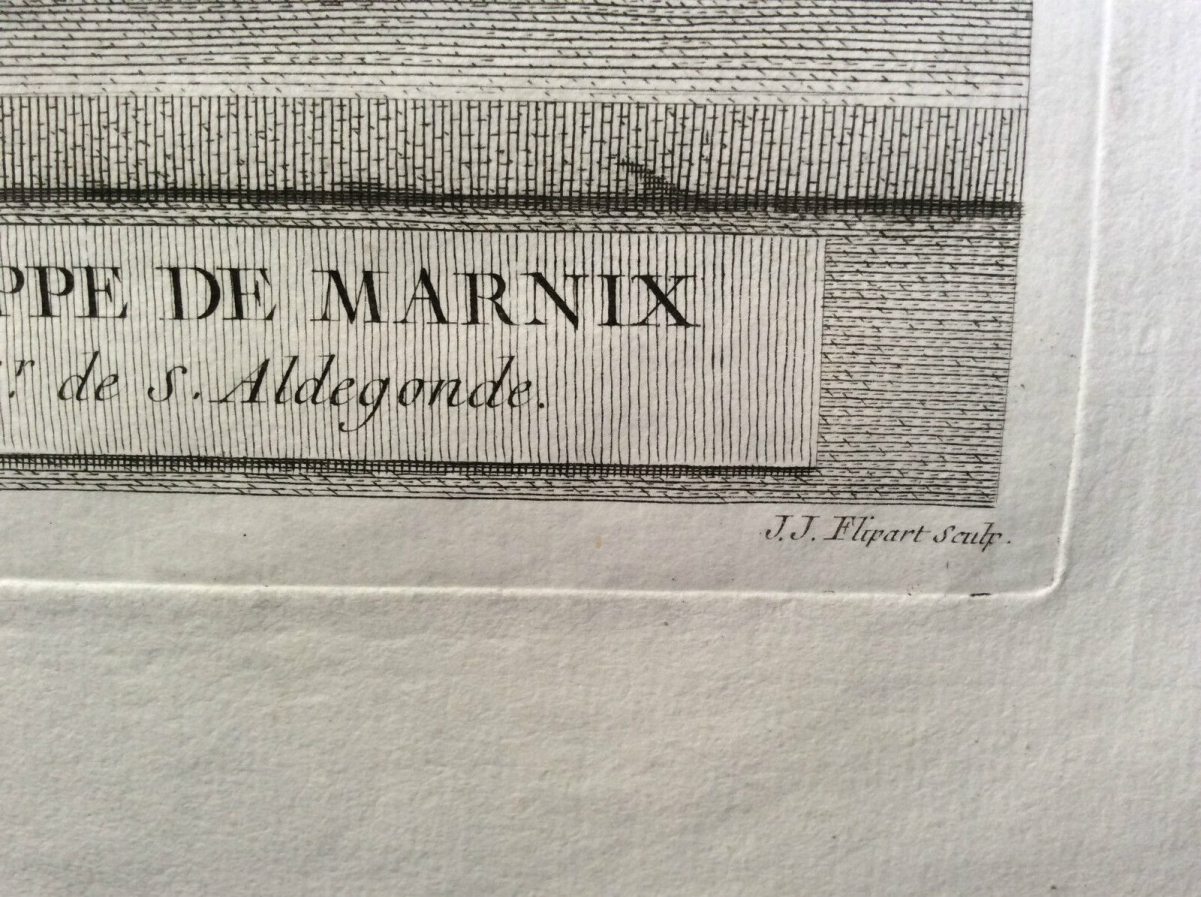 PPE DE MARNIX
r. de S. Aldegonde.
J. J. Flipart Sculp.